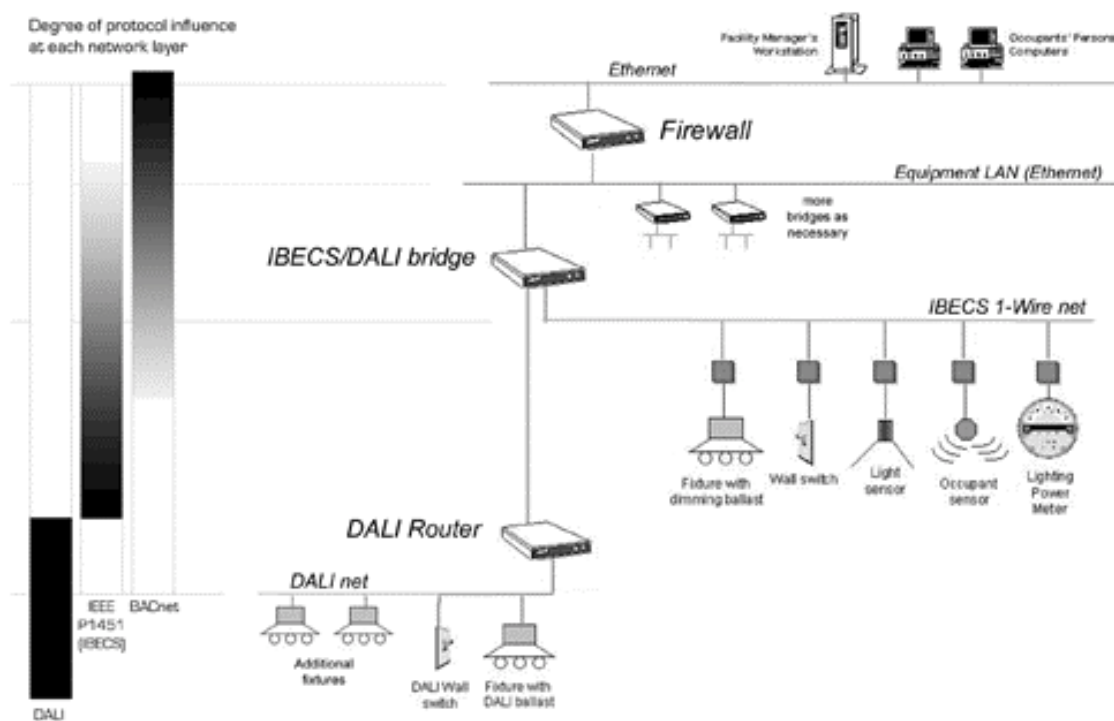 Degree of protocol influence
at each network layer
Facility Manager's
Workstation
Occupants' Persona
Computers
Ethernet
Firewall
Equipment LAN (Ethernet)
more
bridges as
necessary
IBECS/DALI bridge
IBECS 1-Wire net
Fixture with
dimming ballast
Wall switch
Light
sensor
Occupant
sensor
Lighting
Power
Meter
DALI Router
DALI net
IEEE
P1451
(IBECS)
BACnet
Additional
fixtures
DALI Wall
switch
Fixture with
DALI ballast
DALI